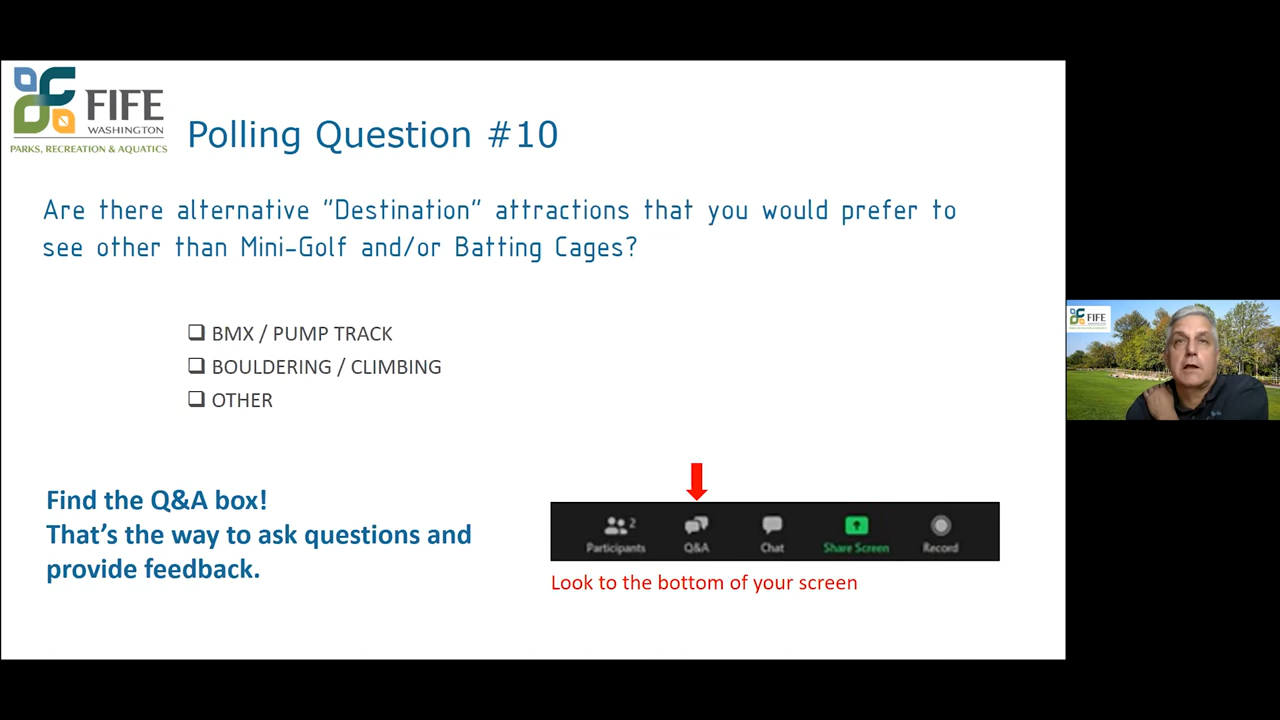 FIFE
WASHINGTON
PARKS, RECREATION & AQUATICS
Polling Question #10
Are there alternative "Destination" attractions that you would prefer to
see other than Mini-Golf and/or Batting Cages?
BMX / PUMP TRACK
BOULDERING / CLIMBING
OTHER
Find the Q&A box!
That's the way to ask questions and
provide feedback.
2
Participants
Q&A
Chat
Share Screen
Record
Look to the bottom of your screen
FIFE